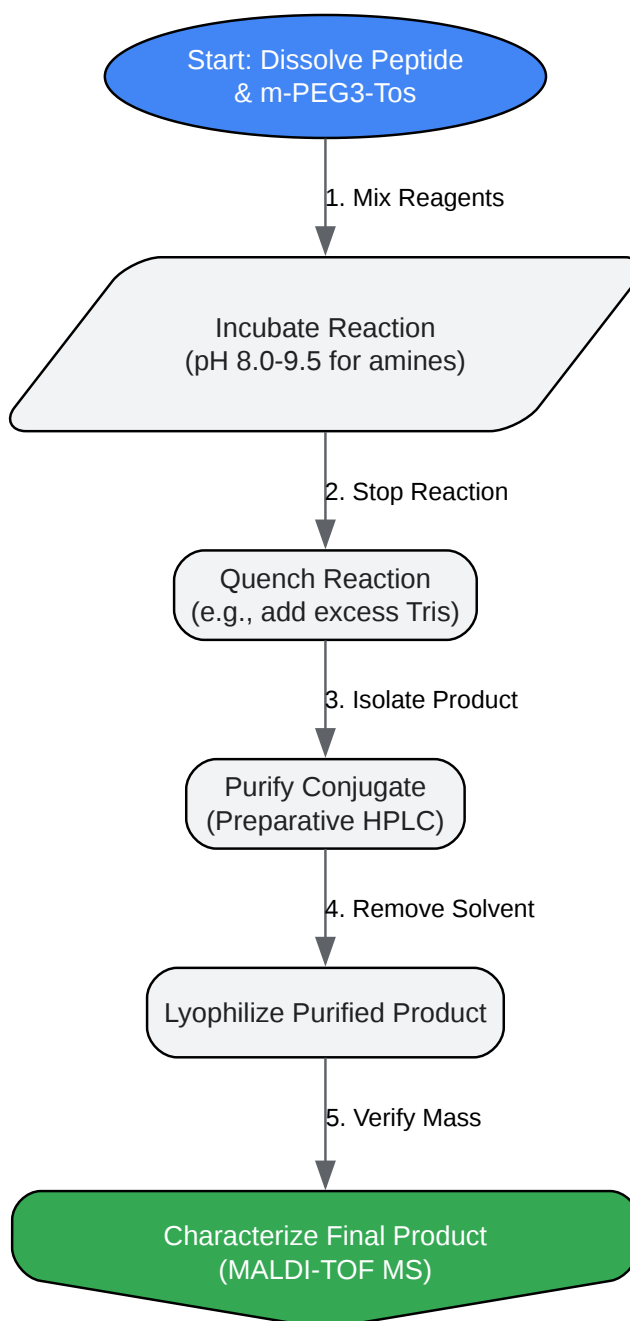 Start: Dissolve Peptide
& m-PEG3-Tos
1. Mix Reagents
Incubate Reaction
(pH 8.0-9.5 for amines)
2. Stop Reaction
Quench Reaction
(e.g., add excess Tris)
3. Isolate Product
Purify Conjugate
(Preparative HPLC)
4. Remove Solvent
Lyophilize Purified Product
5. Verify Mass
Characterize Final Product
(MALDI-TOF MS)